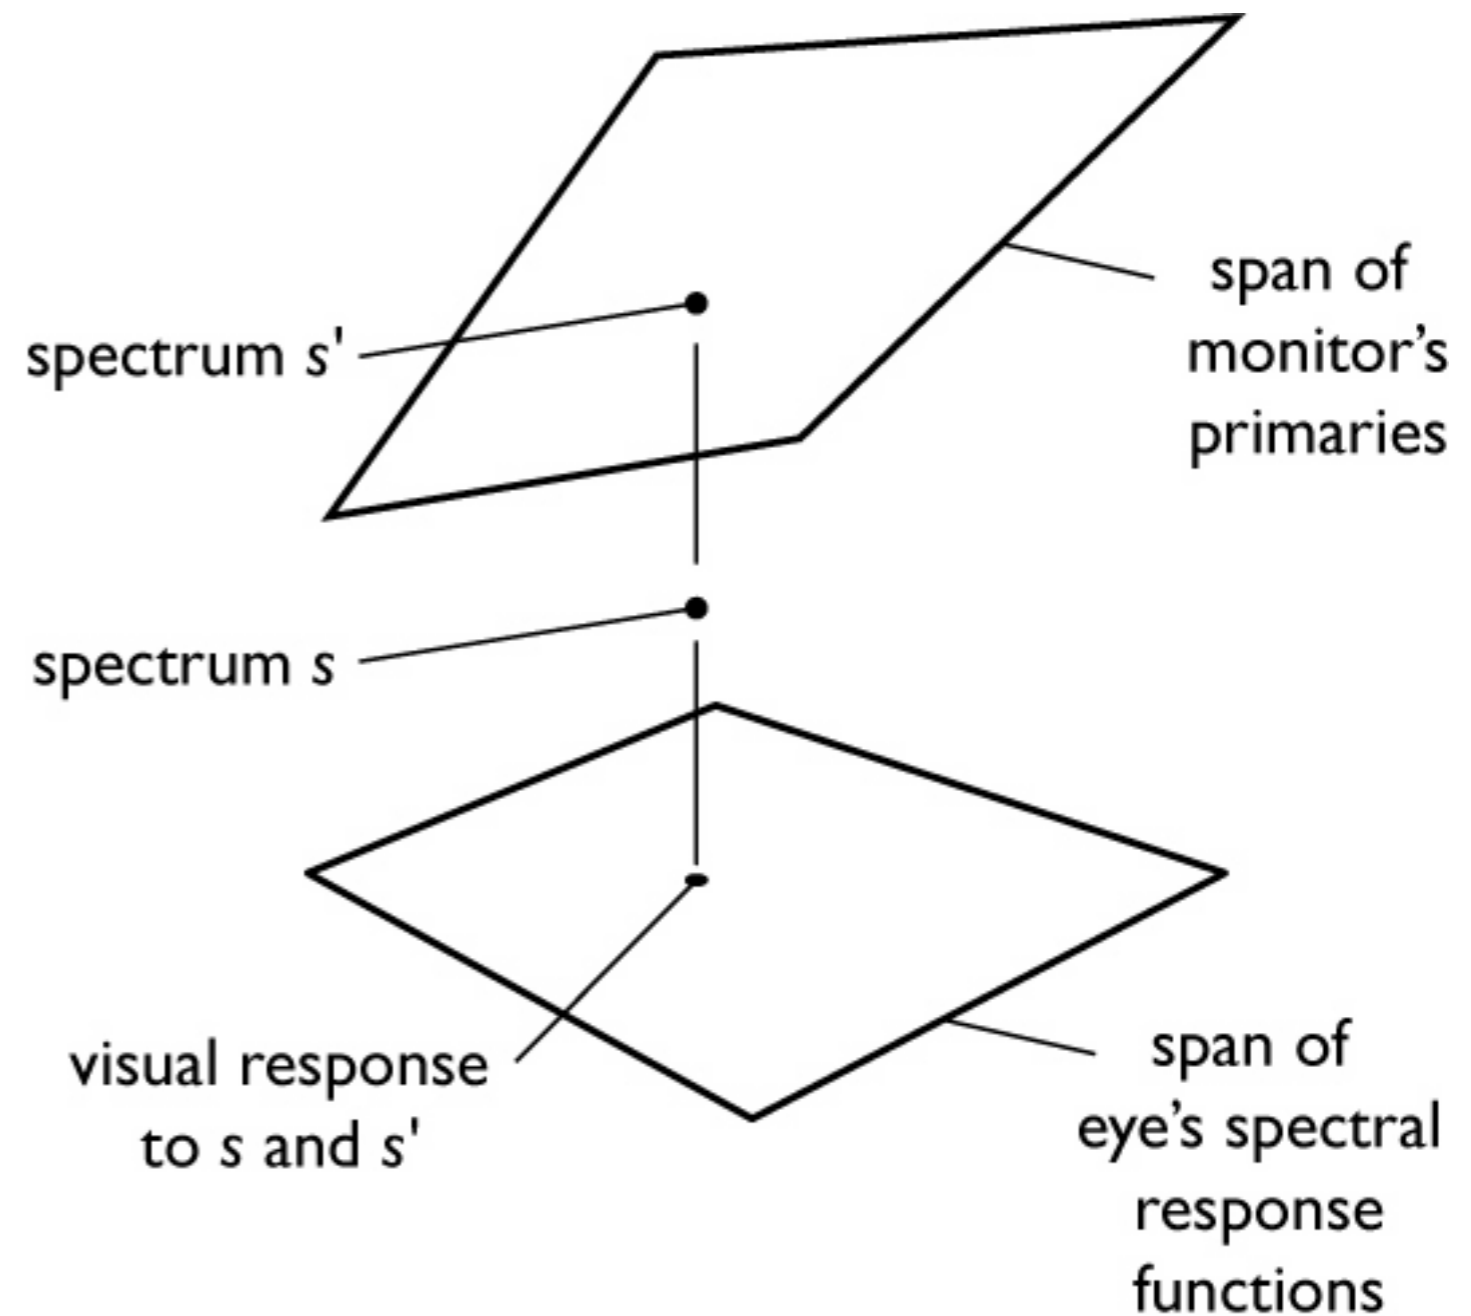 span of
monitor’s
primaries
spectrum s'
spectrum s
visual response
to s and s'
span of
eye’s spectral
response
functions